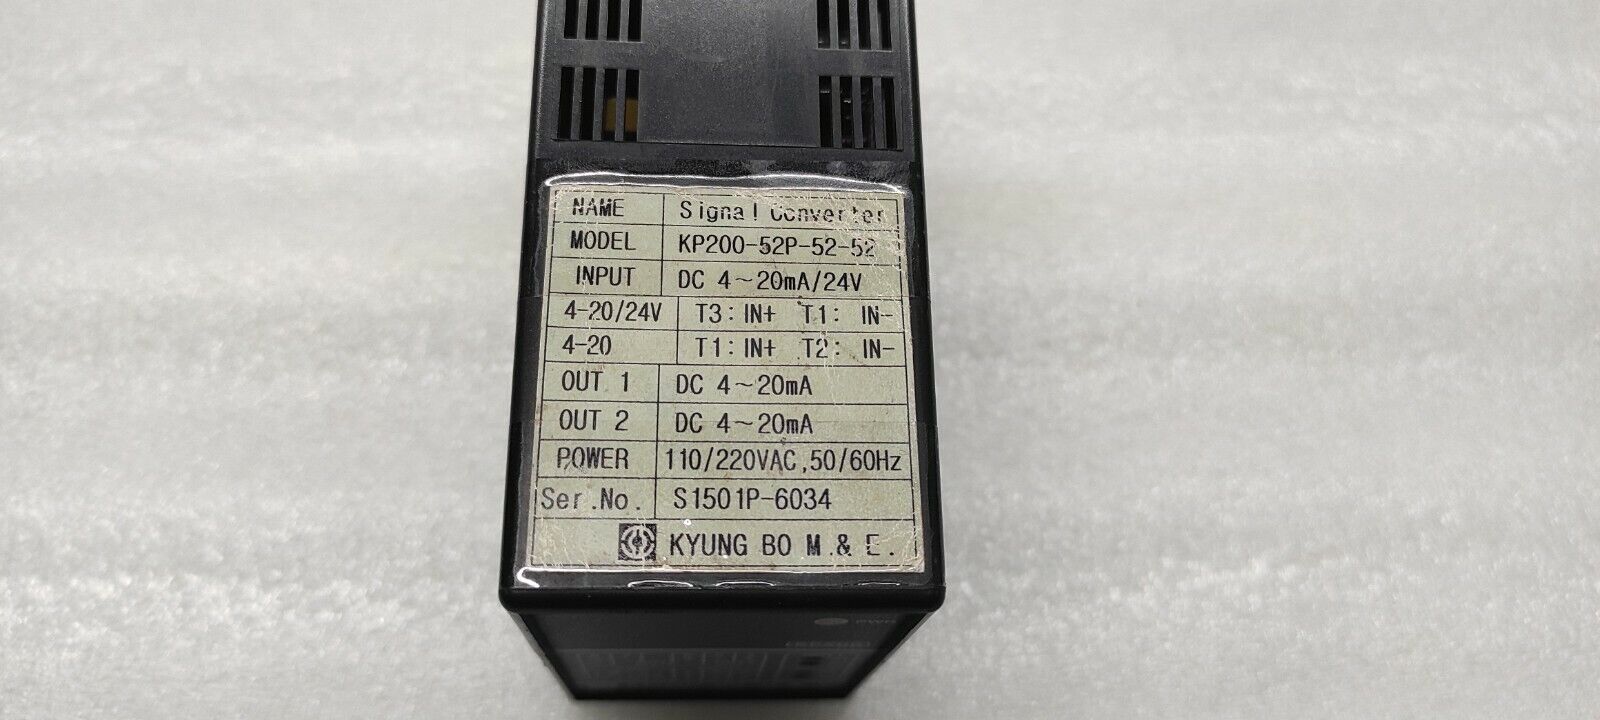 NAME Signal Converter
MODEL KP200-52P-52-52
INPUT DC 4~20mA/24V
4-20/24V T3: IN+ T1: IN-
4-20 T1: IN+ T2: IN-
OUT 1 DC 4~20mA
OUT 2 DC 4~20mA
POWER 110/220VAC,50/60Hz
Ser.No. S1501P-6034
KYUNG BO M.& E.
PWR